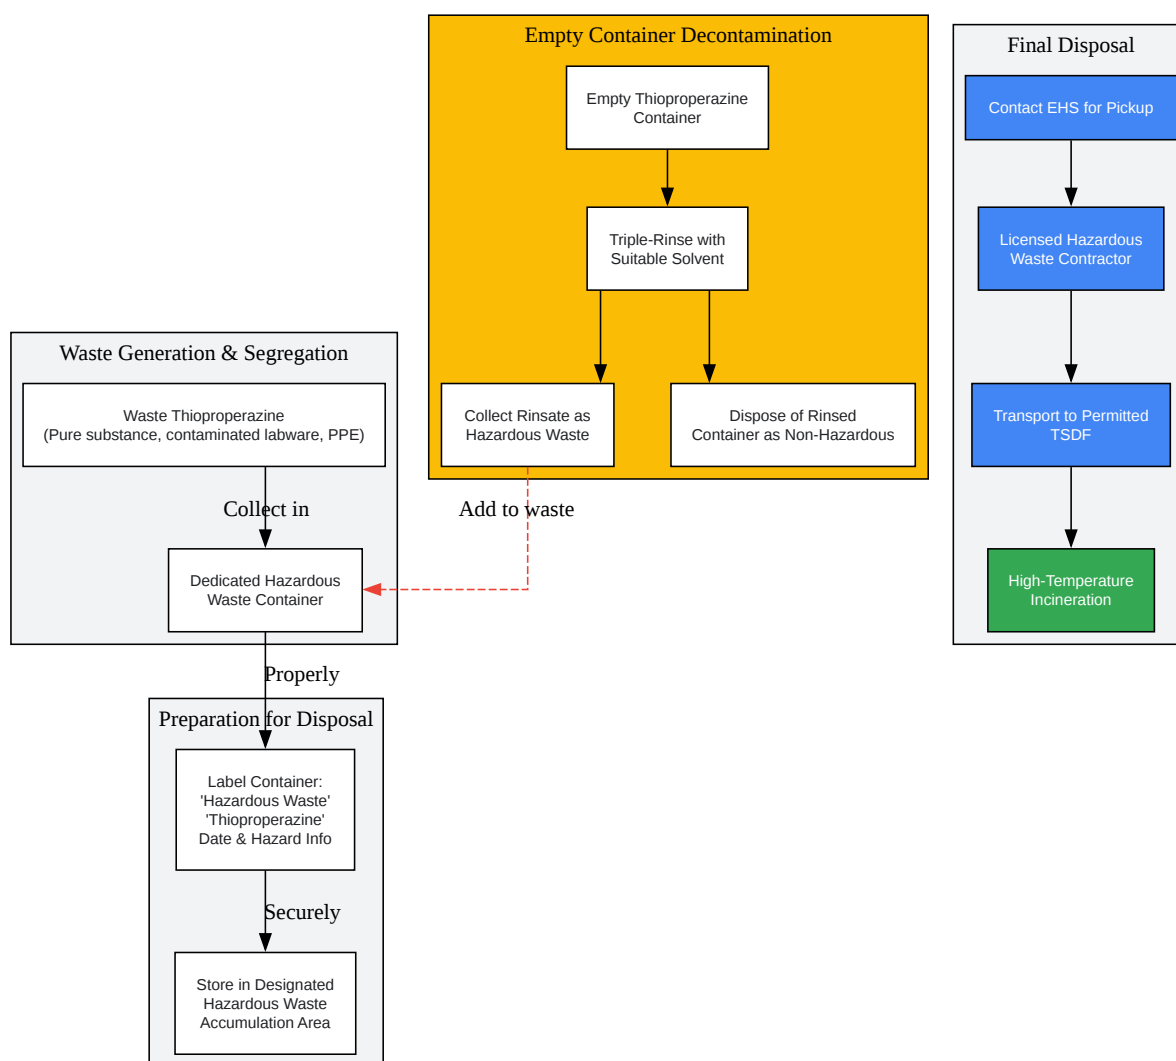 Empty Container Decontamination
Empty Thioproperazine
Container
Triple-Rinse with
Suitable Solvent
Collect Rinsate as
Hazardous Waste
Dispose of Rinsed
Container as Non-Hazardous
Add to waste
Waste Generation & Segregation
Waste Thioproperazine
(Pure substance, contaminated labware, PPE)
Collect in
Dedicated Hazardous
Waste Container
Properly
Preparation for Disposal
Label Container:
'Hazardous Waste'
'Thioproperazine'
Date & Hazard Info
Securely
Store in Designated
Hazardous Waste
Accumulation Area
Final Disposal
Contact EHS for Pickup
Licensed Hazardous
Waste Contractor
Transport to Permitted
TSDF
High-Temperature
Incineration